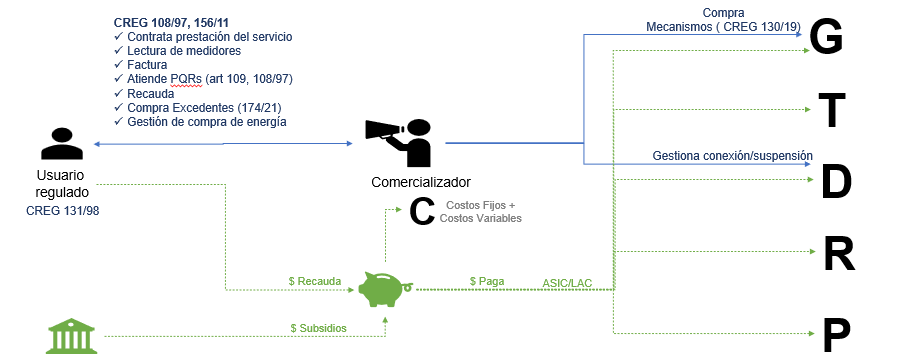 CREG 108/97, 156/11
✓ Contrata prestación del servicio
✓ Lectura de medidores
✓ Factura
✓ Atiende PQRs (art 109, 108/97)
✓ Recauda
✓ Compra Excedentes (174/21)
✓ Gestión de compra de energía
Compra
Mecanismos ( CREG 130/19)
G
T
Gestiona conexión/suspensión
D
R
P
Usuario
regulado
CREG 131/98
Comercializador
C
Costos Fijos +
Costos Variables
$ Recauda
$ Paga
ASIC/LAC
$ Subsidios